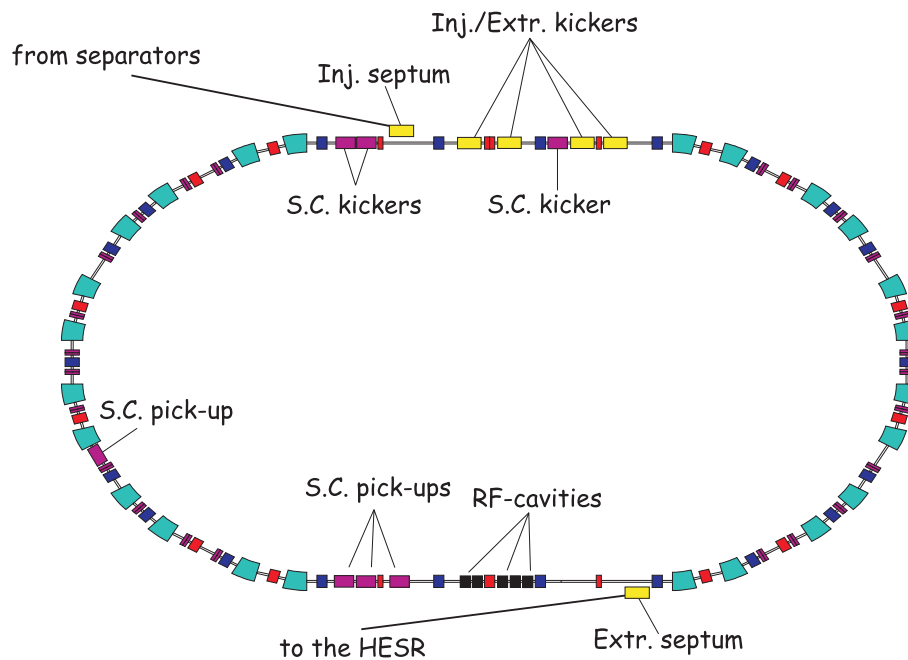 Inj./Extr. kickers
from separators
Inj. septum
S.C. kickers
S.C. kicker
S.C. pick-up
S.C. pick-ups
RF-cavities
to the HESR
Extr. septum